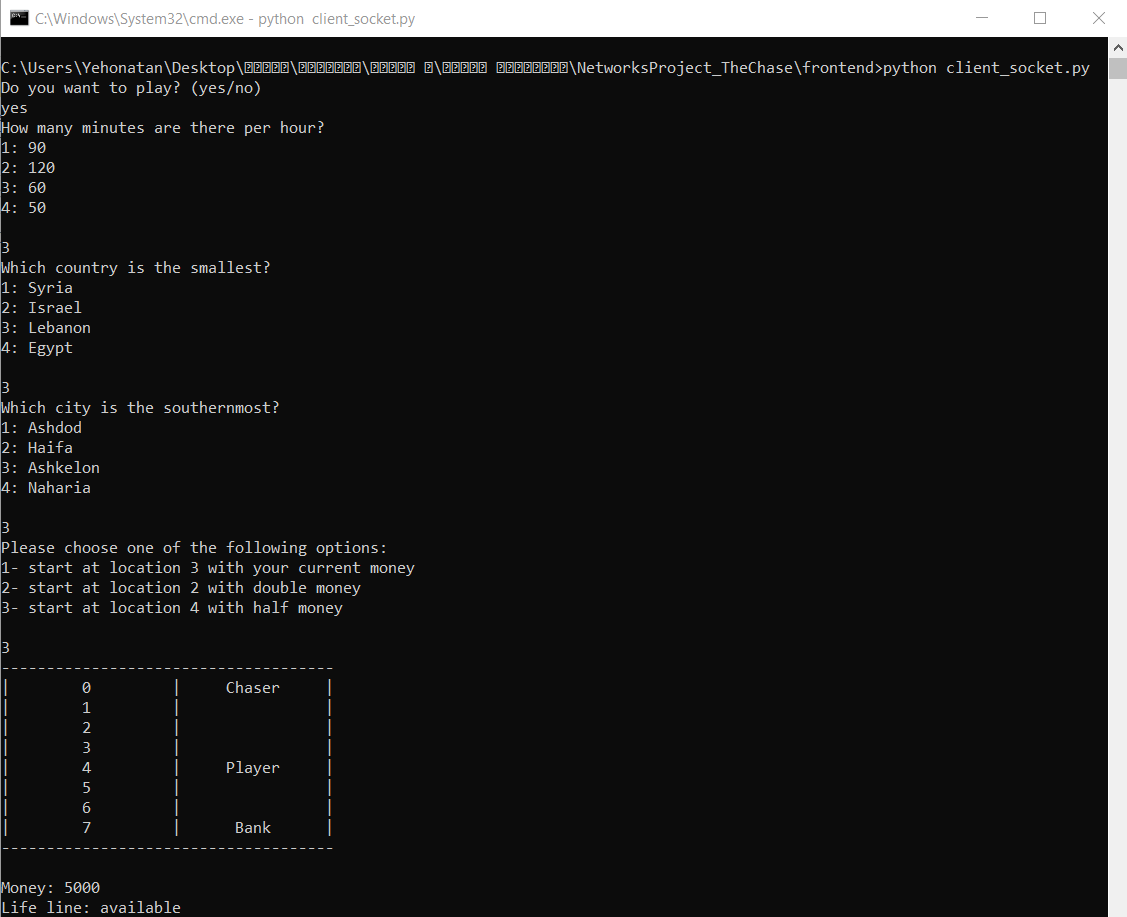 C:\Windows\System32\cmd.exe - python  client_socket.py
C:\Users\Yehonatan\Desktop\ \ \ \ \NetworksProject_TheChase\frontend>python client_socket.py
Do you want to play? (yes/no)
yes
How many minutes are there per hour?
1: 90
2: 120
3: 60
4: 50
3
Which country is the smallest?
1: Syria
2: Israel
3: Lebanon
4: Egypt
3
Which city is the southernmost?
1: Ashdod
2: Haifa
3: Ashkelon
4: Naharia
3
Please choose one of the following options:
1- start at location 3 with your current money
2- start at location 2 with double money
3- start at location 4 with half money
3
-------------------------------------
|        0         |     Chaser     |
|        1         |                |
|        2         |                |
|        3         |                |
|        4         |     Player     |
|        5         |                |
|        6         |                |
|        7         |      Bank      |
-------------------------------------
Money: 5000
Life line: available